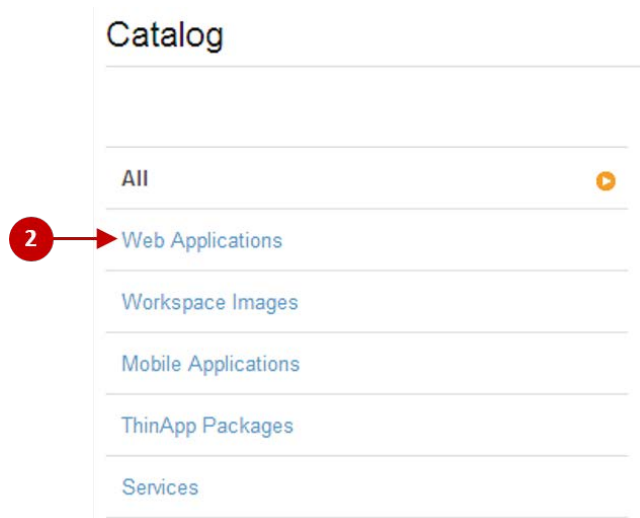 Catalog
All
2
Web Applications
Workspace Images
Mobile Applications
ThinApp Packages
Services